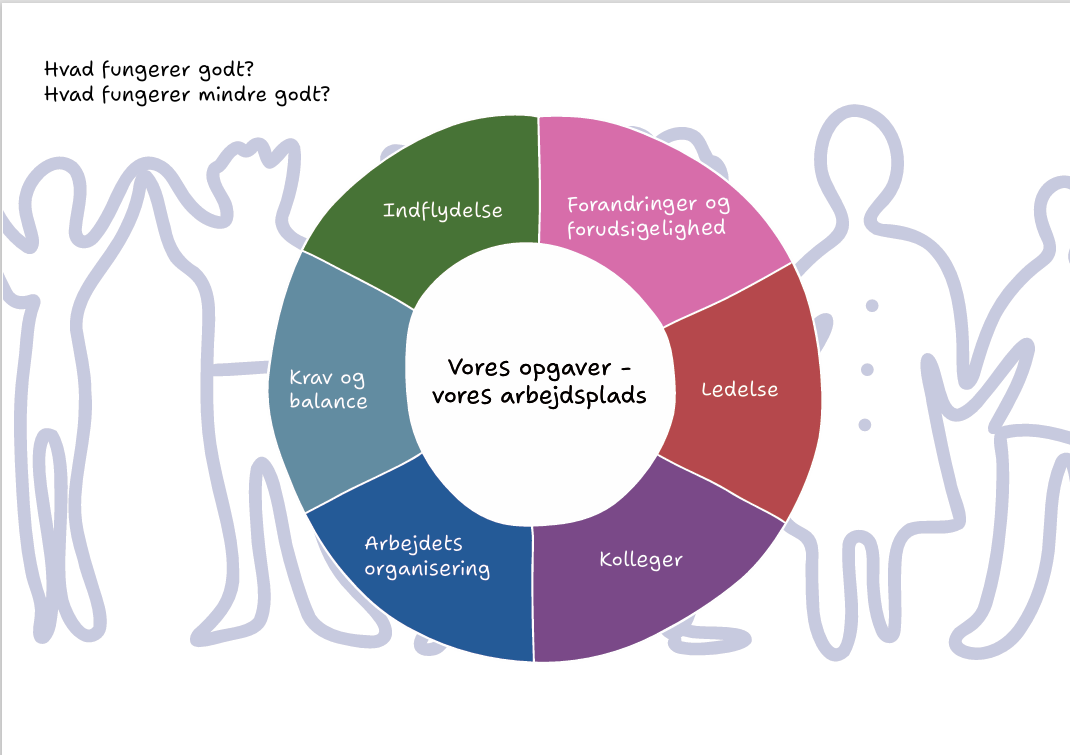 Hvad fungerer godt?
Hvad fungerer mindre godt?
Indflydelse
Forandringer og
forudsigelighed
Krav og
balance
Vores opgaver -
vores arbejdsplads
Ledelse
Arbejdets
organisering
Kolleger